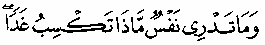 وَمَا تَدْرِى نَفْسٌ مَّاذَا تَكْسِبُ غَدًاۖ